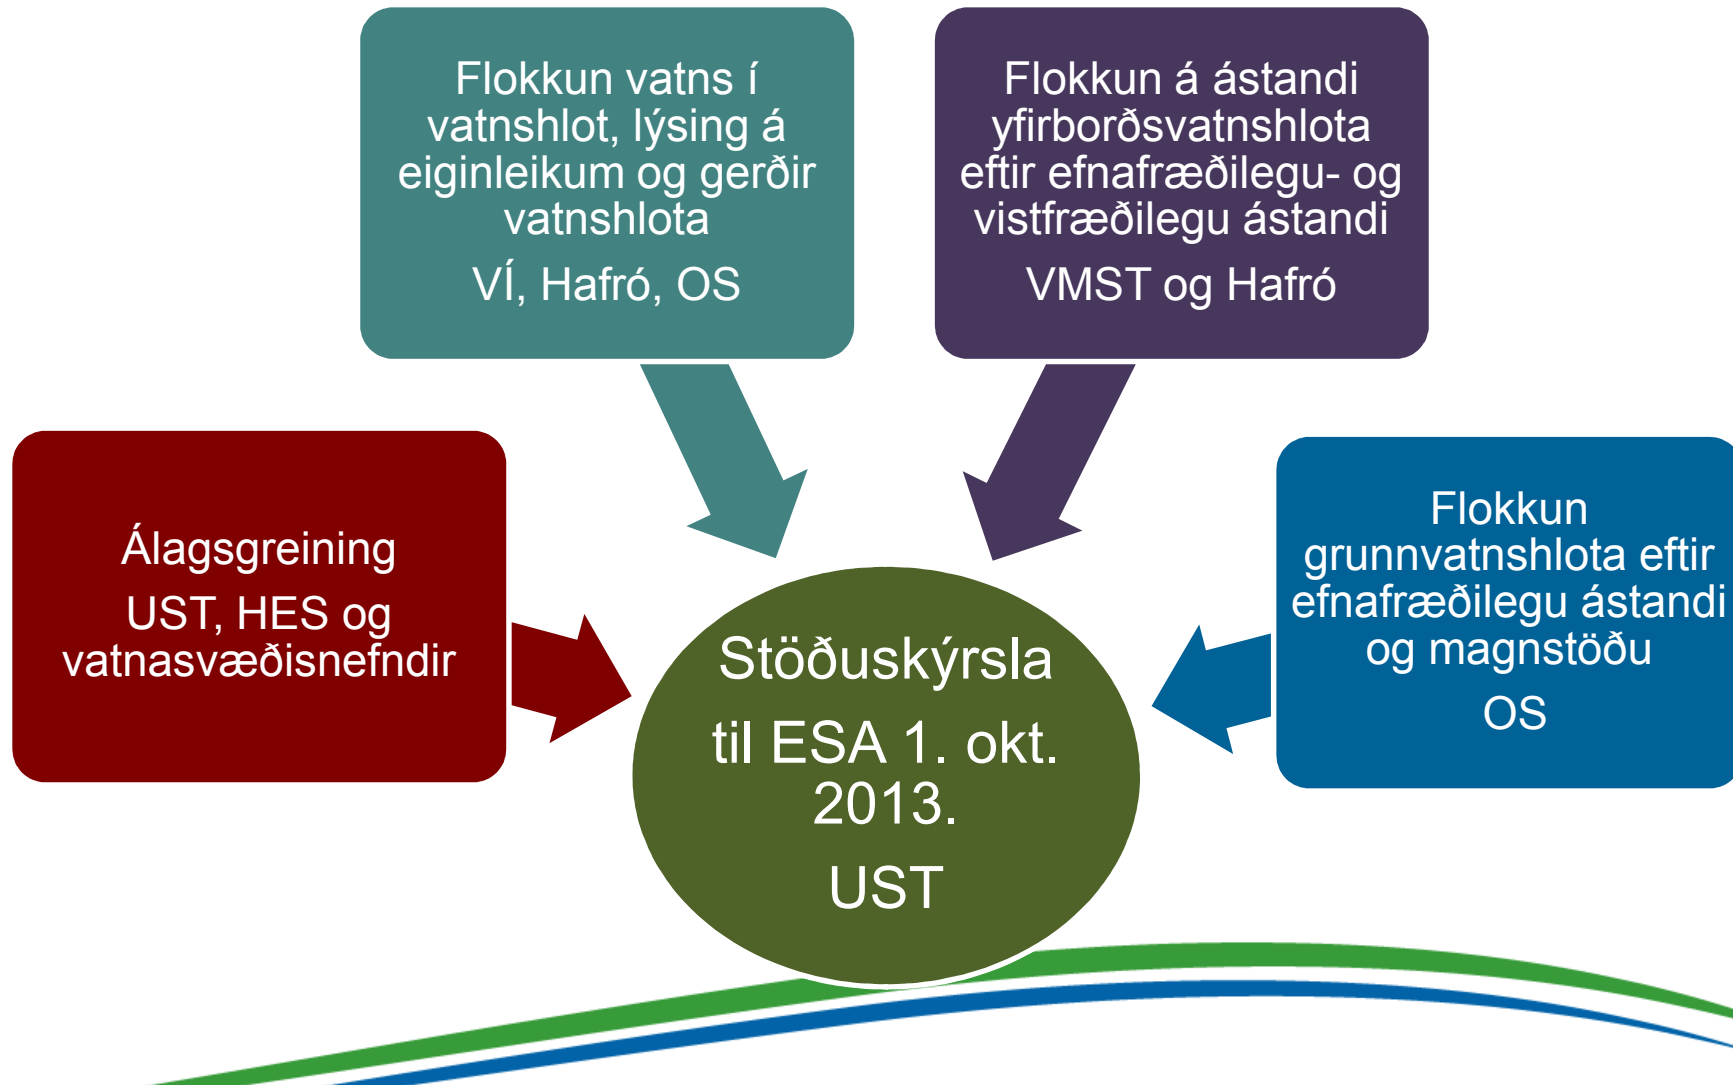 Flokkun vatns í
vatnshlot, lýsing á
eiginleikum og gerðir
vatnshlota
VÍ, Hafró, OS
Flokkun á ástandi
yfirborðsvatnshlota
eftir efnafræðilegu- og
vistfræðilegu ástandi
VMST og Hafró
Álagsgreining
UST, HES og
vatnasvæðisnefndir
Flokkun
grunnvatnshlota eftir
efnafræðilegu ástandi
og magnstöðu
OS
Stöðuskýrsla
til ESA 1. okt.
2013.
UST